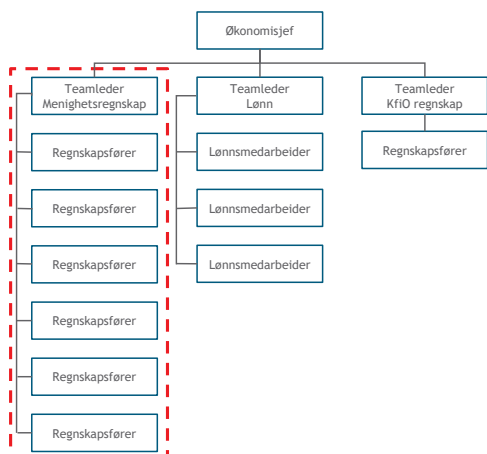 Økonomisjef
Teamleder
Menighetsregnskap
Teamleder
Lønn
Teamleder
KfiO regnskap
Regnskapsfører
Lønnsmedarbeider
Regnskapsfører
Regnskapsfører
Lønnsmedarbeider
Regnskapsfører
Lønnsmedarbeider
Regnskapsfører
Regnskapsfører
Regnskapsfører